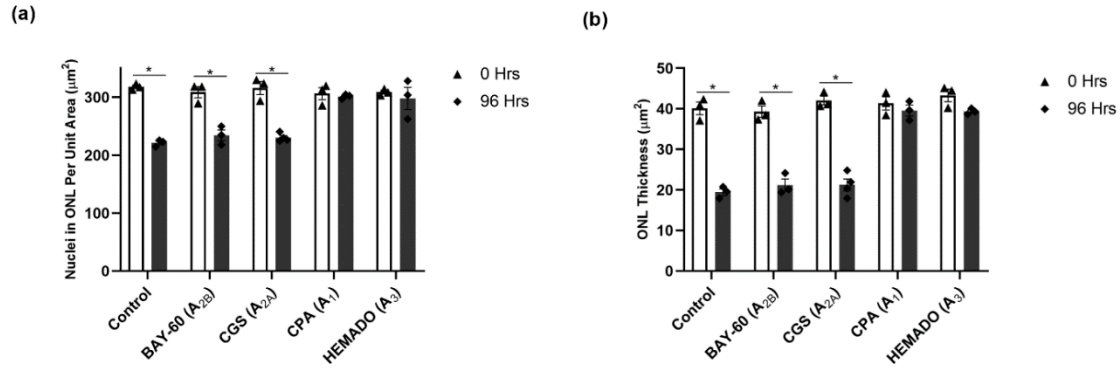 (a)
Nuclei in ONL Per Unit Area (μm²)
400
300
200
100
0
*
*
*
0 Hrs
96 Hrs
Control
BAY-60 (A₂B)
CGS (A₂A)
CPA (A₁)
HEMADO (A₃)
(b)
ONL Thickness (μm²)
50
40
30
20
10
0
*
*
*
0 Hrs
96 Hrs
Control
BAY-60 (A₂B)
CGS (A₂A)
CPA (A₁)
HEMADO (A₃)